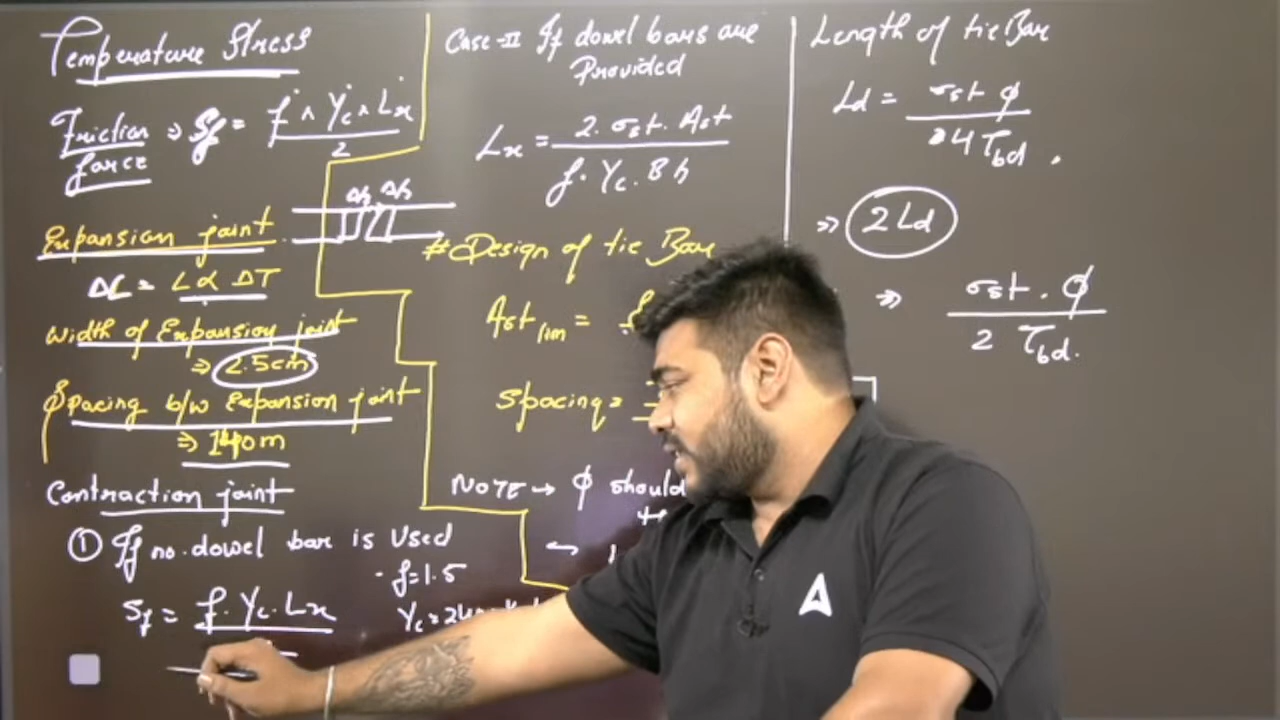 Temperature Stress
Friction force ⇒ Sf = f × γc × Lx / 2
Expansion joint
Δh Δh
ΔL = L α ΔT
Width of Expansion joint
⇒ 2.5cm
Spacing b/w Expansion joint
⇒ 140m
Contraction joint
① If no dowel bar is Used
f = 1.5
Sf = f · γc · Lx
Case-II If dowel bars are Provided
Lx = 2 · σst · Ast / f · γc · B h
# Design of tie Bar
Ast lim =
Spacing =
NOTE → φ should
Length of tie Bar
Ld = σst φ / 4 τbd
⇒ 2Ld
⇒ σst · φ / 2 τbd.